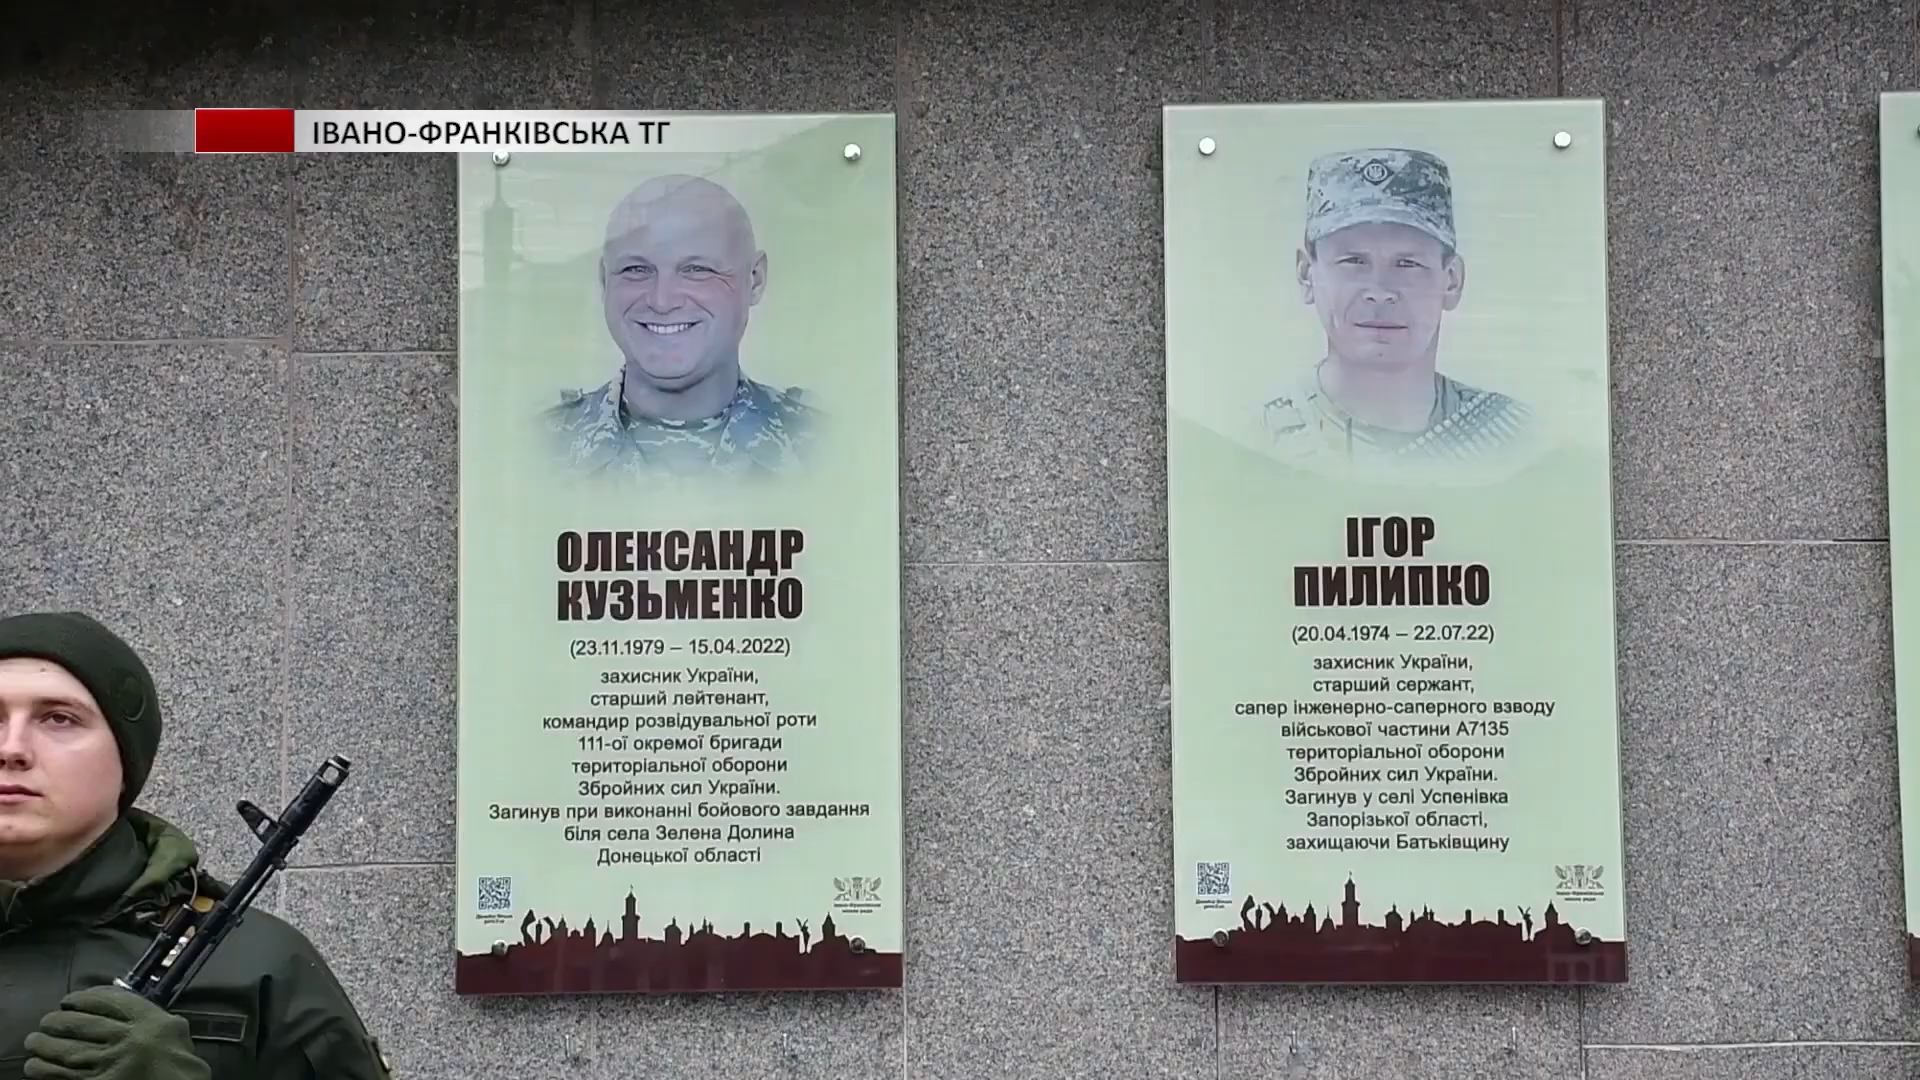 ІВАНО-ФРАНКІВСЬКА ТГ
ОЛЕКСАНДР
КУЗЬМЕНКО
(23.11.1979 – 15.04.2022)
захисник України,
старший лейтенант,
командир розвідувальної роти
111-ої окремої бригади
територіальної оборони
Збройних сил України.
Загинув при виконанні бойового завдання
біля села Зелена Долина
Донецької області
ІГОР
ПИЛИПКО
(20.04.1974 – 22.07.22)
захисник України,
старший сержант,
сапер інженерно-саперного взводу
військової частини А7135
територіальної оборони
Збройних сил України.
Загинув у селі Успенівка
Запорізької області,
захищаючи Батьківщину